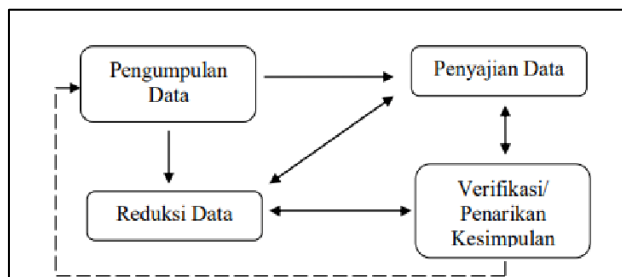 Pengumpulan
Data
Penyajian Data
Reduksi Data
Verifikasi/
Penarikan
Kesimpulan